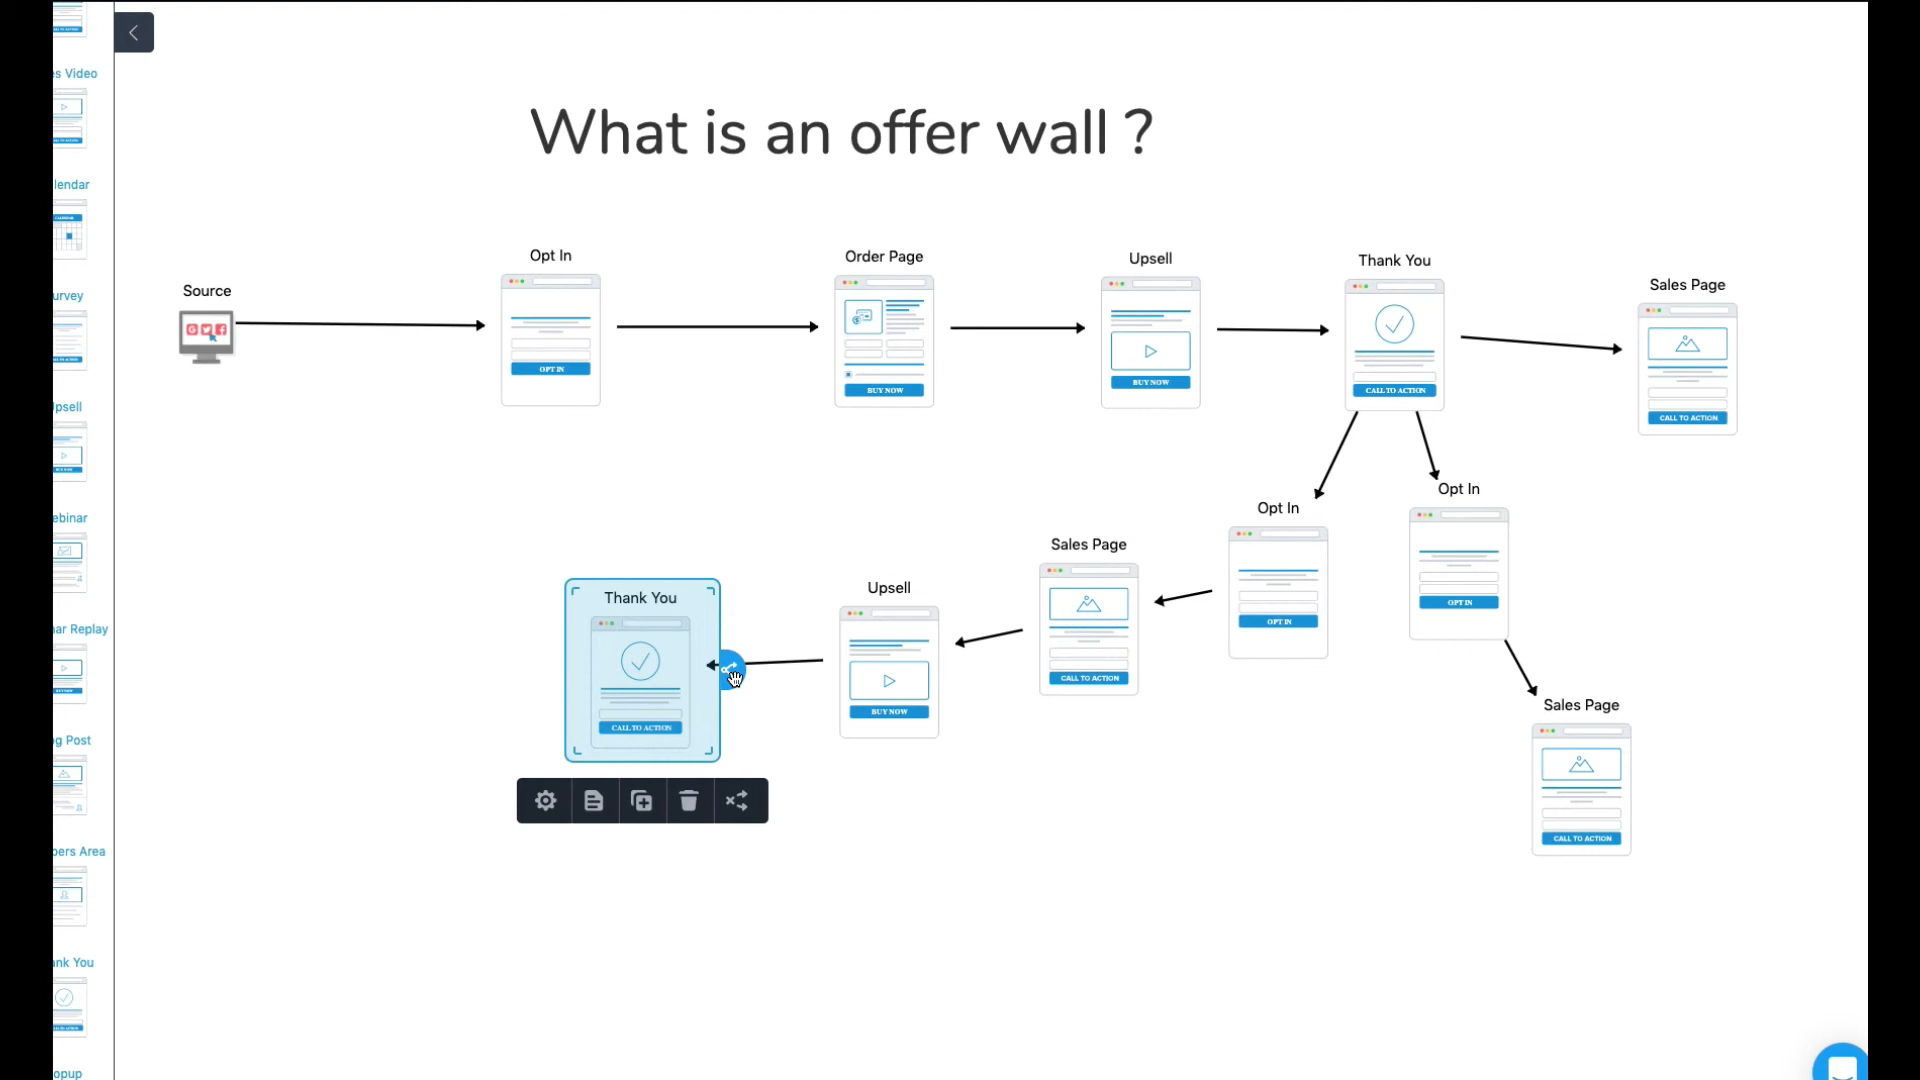 es Video
lendar
CALENDAR
urvey
psell
ebinar
ar Replay
g Post
bers Area
ank You
opup
What is an offer wall ?
Source
Opt In
OPT IN
Order Page
BUY NOW
Upsell
BUY NOW
Thank You
CALL TO ACTION
Sales Page
CALL TO ACTION
Opt In
OPT IN
Opt In
OPT IN
Sales Page
CALL TO ACTION
Upsell
BUY NOW
Thank You
CALL TO ACTION
Sales Page
CALL TO ACTION